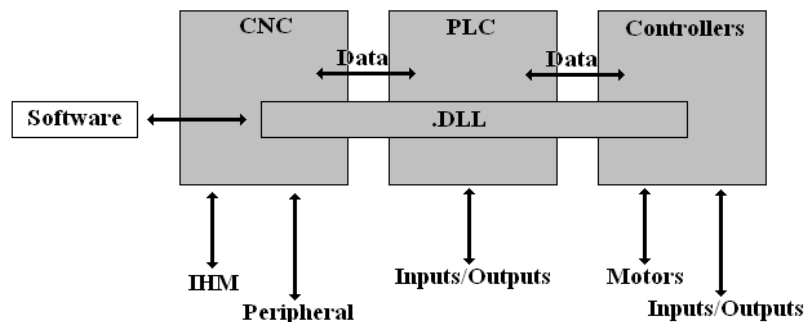 CNC
PLC
Controllers
Data
Data
Software
.DLL
IHM
Peripheral
Inputs/Outputs
Motors
Inputs/Outputs